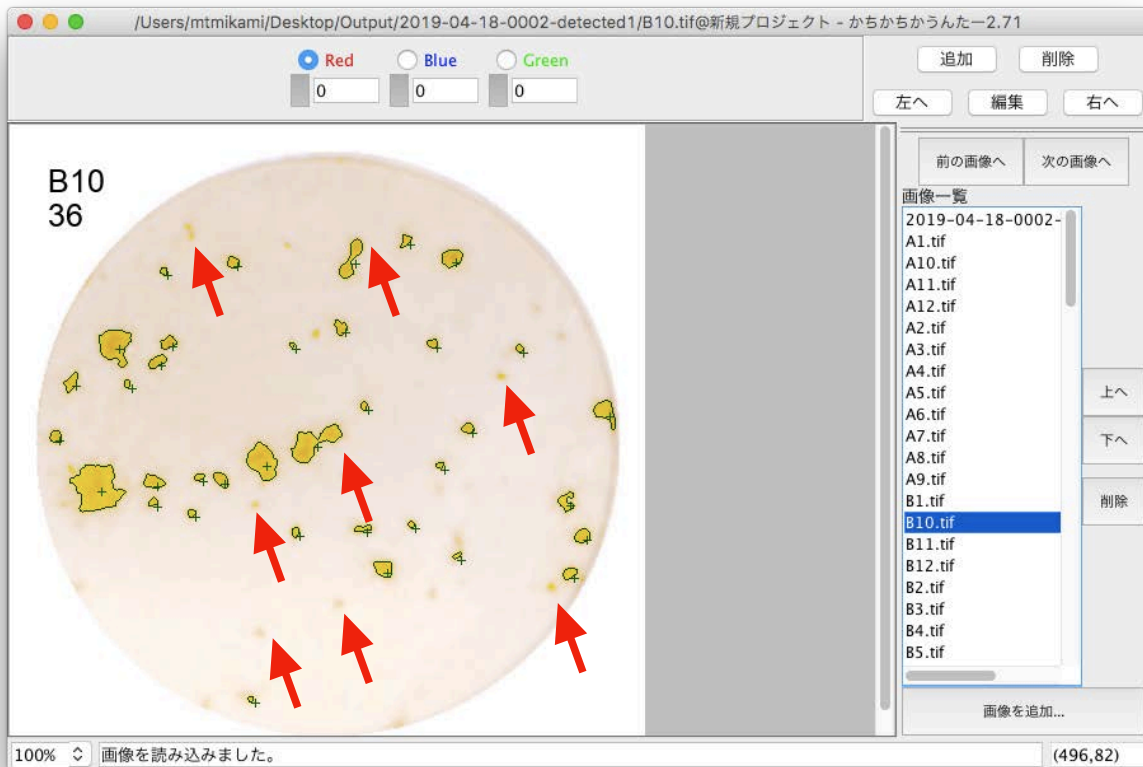 /Users/mtmikami/Desktop/Output/2019-04-18-0002-detected1/B10.tif@新規プロジェクト - かちかちかうんたー2.71
Red Blue Green
0 0 0
追加 削除
左へ 編集 右へ
B10
36
前の画像へ 次の画像へ
画像一覧
2019-04-18-0002-
A1.tif
A10.tif
A11.tif
A12.tif
A2.tif
A3.tif
A4.tif
A5.tif
A6.tif
A7.tif
A8.tif
A9.tif
B1.tif
B10.tif
B11.tif
B12.tif
B2.tif
B3.tif
B4.tif
B5.tif
上へ
下へ
削除
画像を追加...
100% 画像を読み込みました。 (496,82)